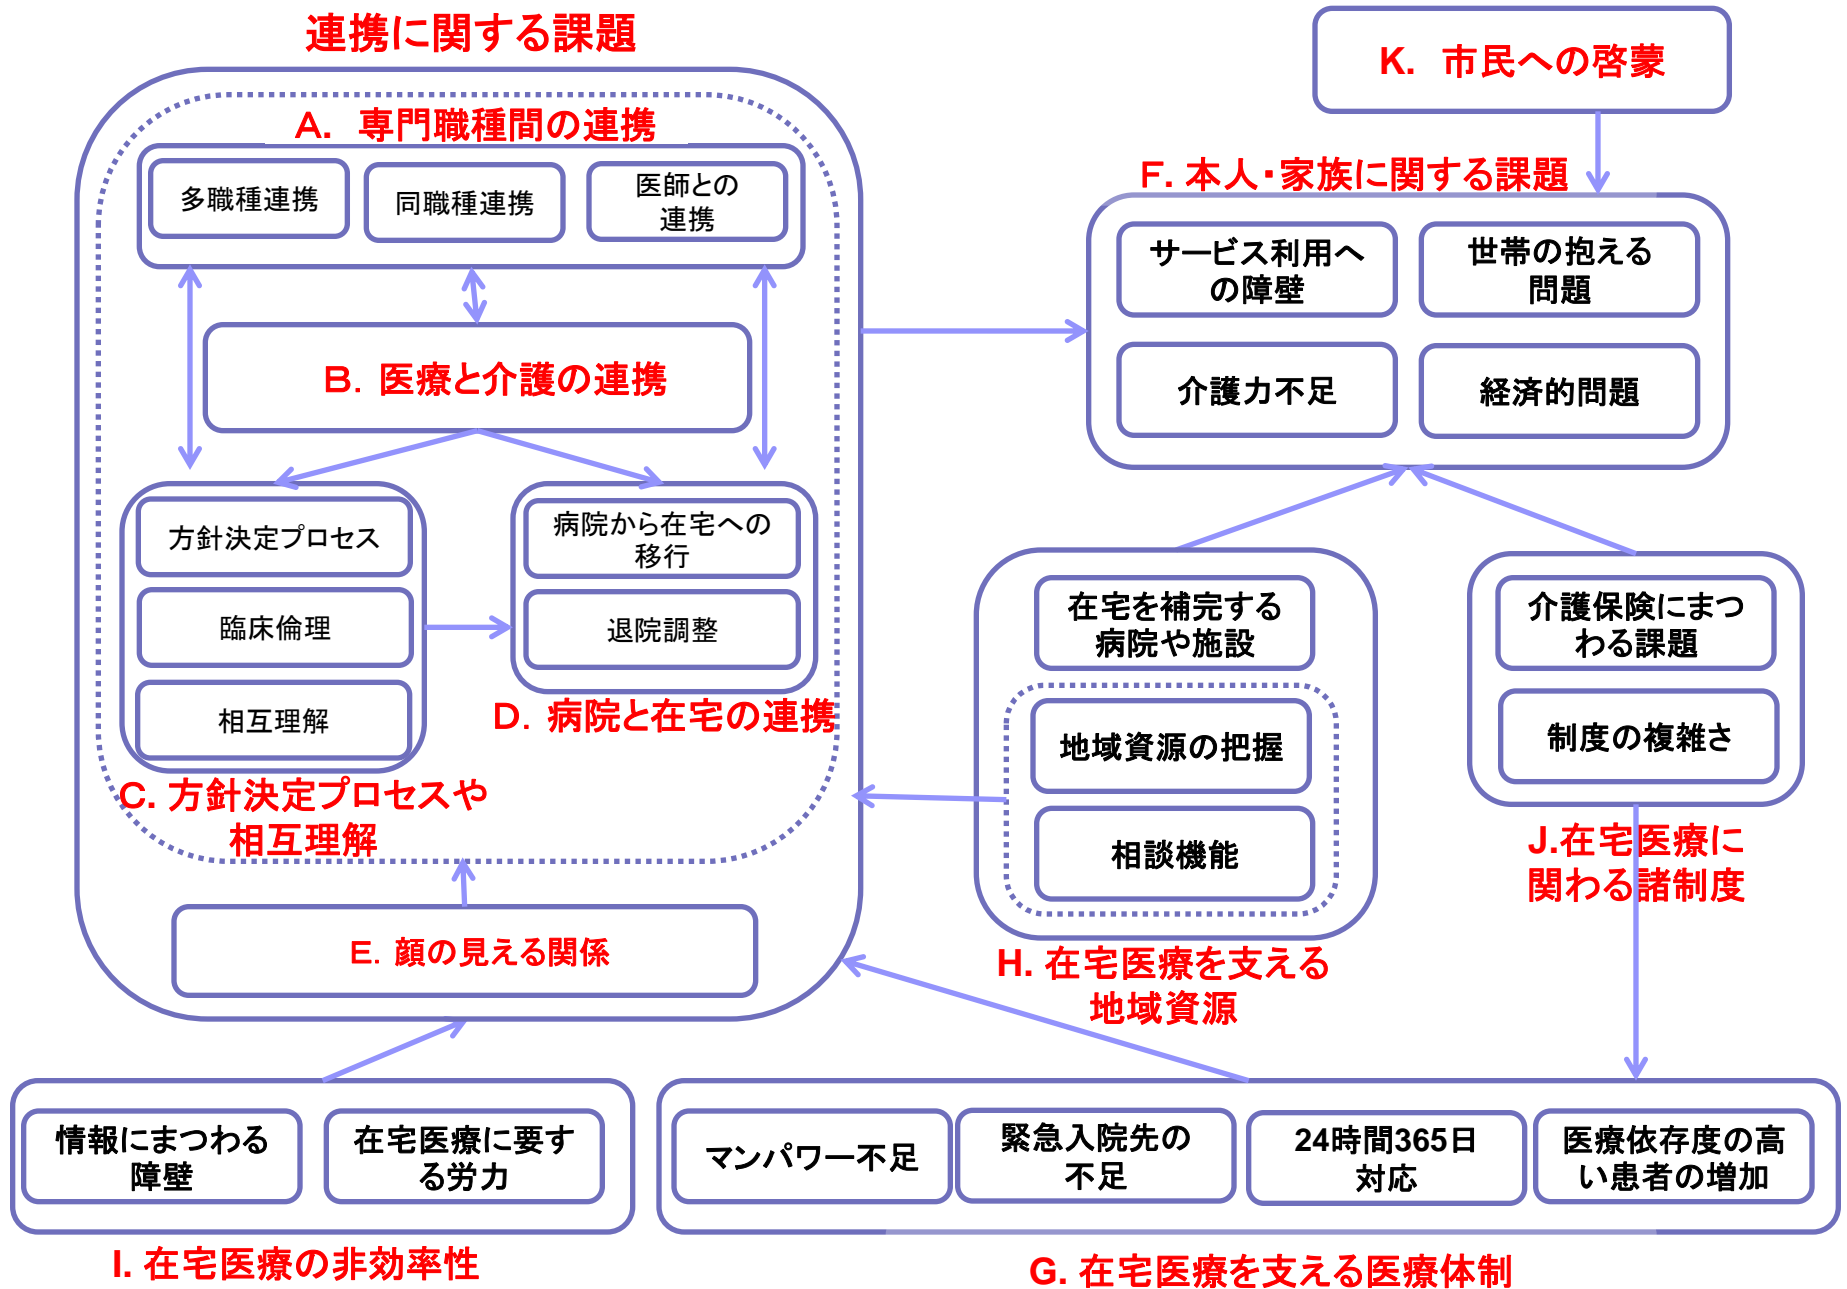 連携に関する課題
K. 市民への啓蒙
A. 専門職種間の連携
多職種連携
同職種連携
医師との
連携
B. 医療と介護の連携
方針決定プロセス
臨床倫理
相互理解
C. 方針決定プロセスや
相互理解
病院から在宅への
移行
退院調整
D. 病院と在宅の連携
E. 顔の見える関係
F. 本人・家族に関する課題
サービス利用へ
の障壁
世帯の抱える
問題
介護力不足
経済的問題
在宅を補完する
病院や施設
地域資源の把握
相談機能
H. 在宅医療を支える
地域資源
介護保険にまつ
わる課題
制度の複雑さ
J.在宅医療に
関わる諸制度
情報にまつわる
障壁
在宅医療に要す
る労力
I. 在宅医療の非効率性
マンパワー不足
緊急入院先の
不足
24時間365日
対応
医療依存度の高
い患者の増加
G. 在宅医療を支える医療体制